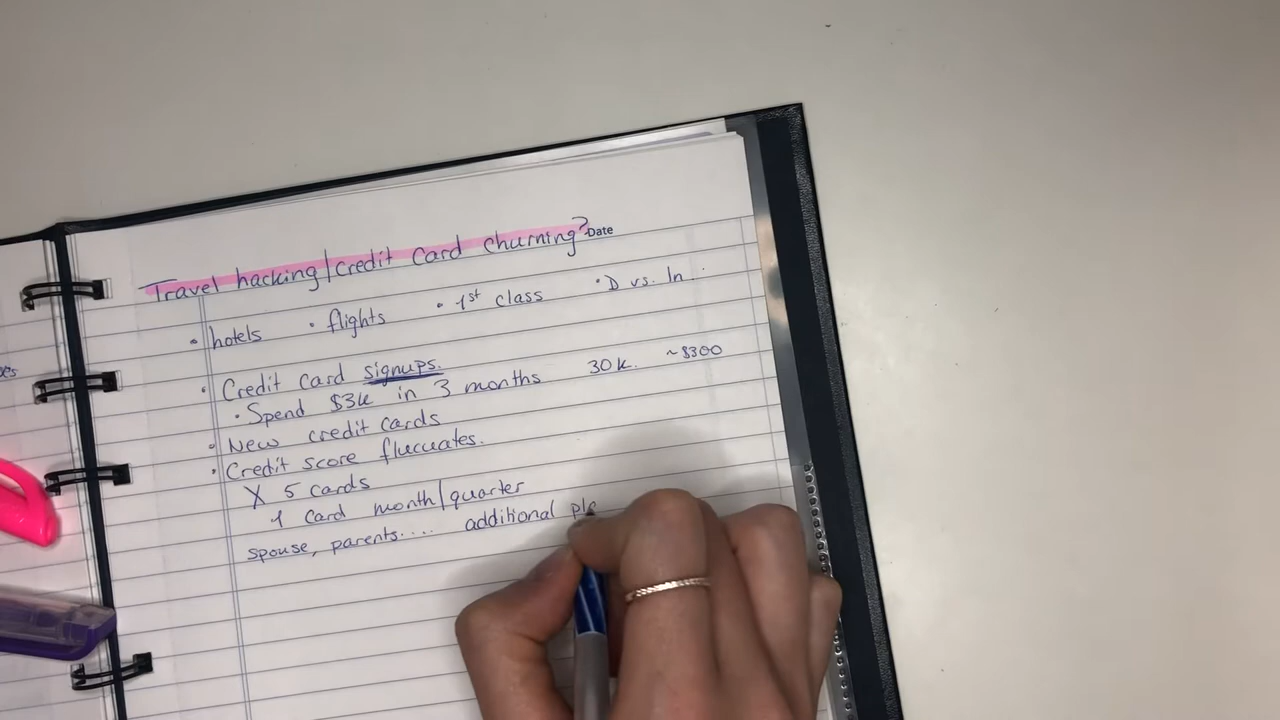 Travel hacking/credit card churning? Date
• hotels • flights • 1st class • D vs. In...
• Credit card signups.
• Spend $3k in 3 months 30k. ~$300
• New credit cards
• Credit score flucuates.
X 5 cards
1 card month/quarter
spouse, parents.... additional